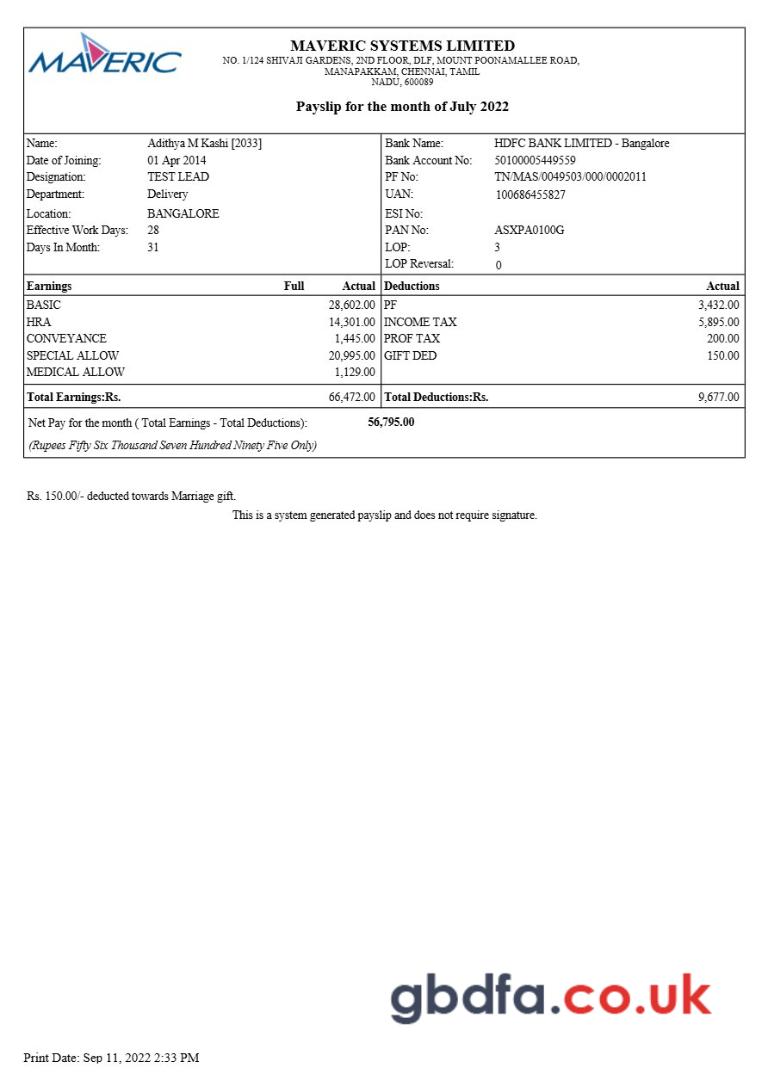 MAVERIC
MAVERIC SYSTEMS LIMITED
NO. 1/124 SHIVAJI GARDENS, 2ND FLOOR, DLF, MOUNT POONAMALLEE ROAD,
MANAPAKKAM, CHENNAI, TAMIL
NADU, 600089
Payslip for the month of July 2022
Name: Adithya M Kashi [2033] Bank Name: HDFC BANK LIMITED - Bangalore
Date of Joining: 01 Apr 2014 Bank Account No: 50100005449559
Designation: TEST LEAD PF No: TN/MAS/0049503/000/0002011
Department: Delivery UAN: 100686455827
Location: BANGALORE ESI No:
Effective Work Days: 28 PAN No: ASXPA0100G
Days In Month: 31 LOP: 3
LOP Reversal: 0
Earnings Full Actual Deductions Actual
BASIC 28,602.00 PF 3,432.00
HRA 14,301.00 INCOME TAX 5,895.00
CONVEYANCE 1,445.00 PROF TAX 200.00
SPECIAL ALLOW 20,995.00 GIFT DED 150.00
MEDICAL ALLOW 1,129.00
Total Earnings:Rs. 66,472.00 Total Deductions:Rs. 9,677.00
Net Pay for the month ( Total Earnings - Total Deductions): 56,795.00
(Rupees Fifty Six Thousand Seven Hundred Ninety Five Only)
Rs. 150.00/- deducted towards Marriage gift.
This is a system generated payslip and does not require signature.
gbdfa.co.uk
Print Date: Sep 11, 2022 2:33 PM